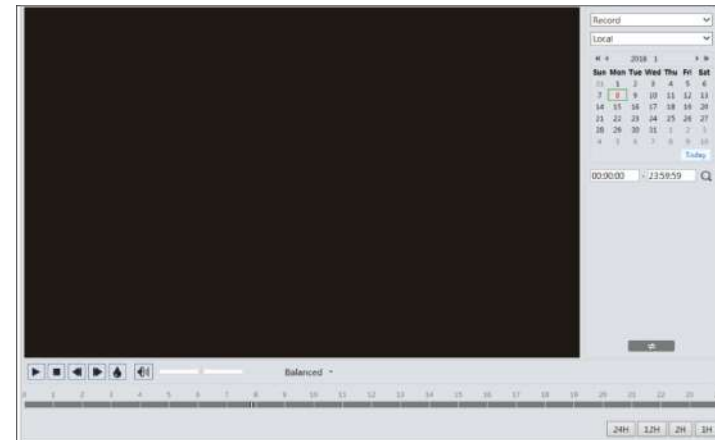 Record
Local
2018 1
Sun Mon Tue Wed Thu Fri Sat
31 1 2 3 4 5 6
7 8 9 10 11 12 13
14 15 16 17 18 19 20
21 22 23 24 25 26 27
28 29 30 31 1 2 3
4 5 6 7 8 9 10
Today
00:00:00 - 23:59:59
Balanced
0 1 2 3 4 5 6 7 8 9 10 11 12 13 14 15 16 17 18 19 20 21 22 23
24H 12H 2H 1H